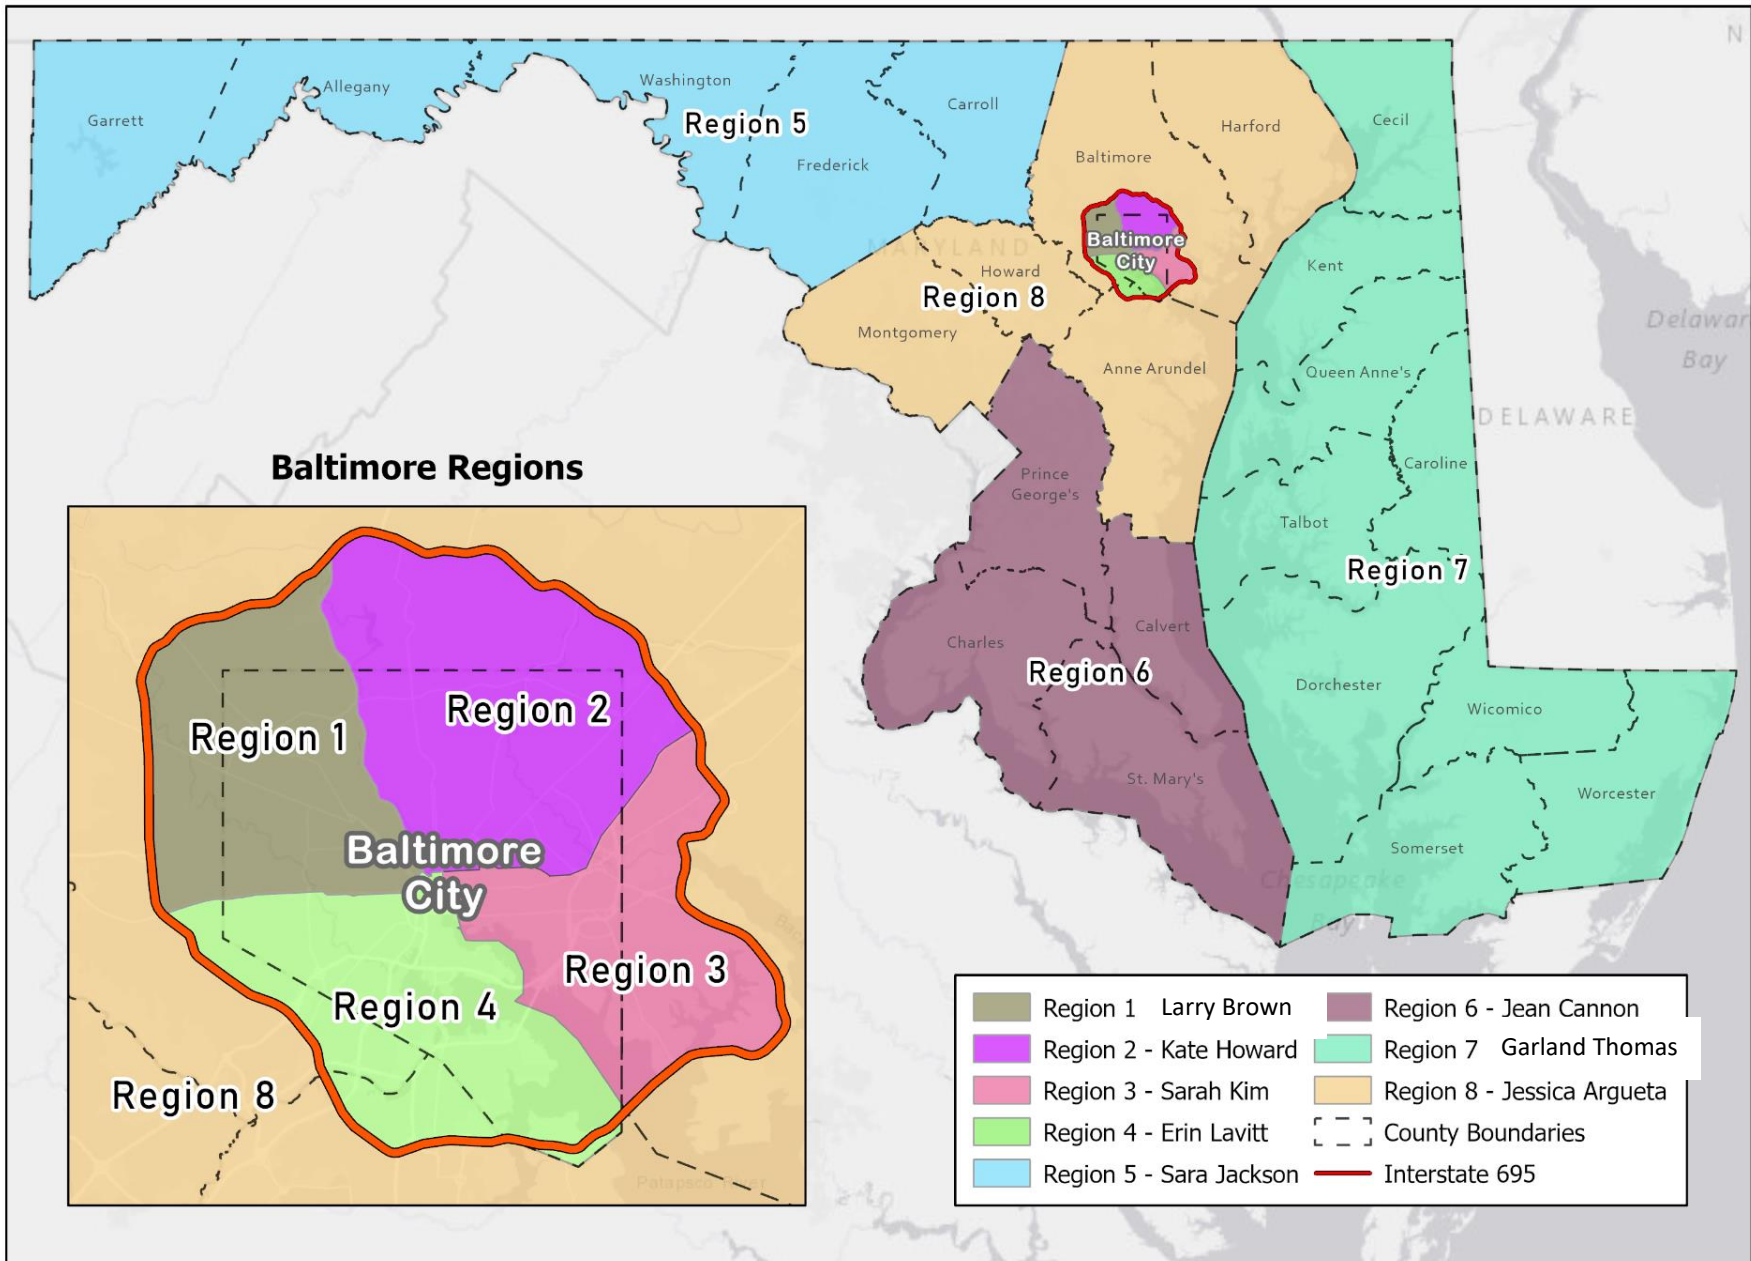 N
Garrett
Allegany
Washington
Region 5
Frederick
Carroll
Baltimore
Harford
Cecil
MARYLAND
Baltimore
City
Howard
Region 8
Montgomery
Anne Arundel
Kent
Queen Anne's
Delaware
Bay
DELAWARE
Caroline
Talbot
Region 7
Prince
George's
Charles
Calvert
Region 6
St. Mary's
Dorchester
Wicomico
Worcester
Somerset
Chesapeake
Bay
Baltimore Regions
Region 1
Region 2
Baltimore
City
Region 3
Region 4
Region 8
Patapsco River
Region 1 Larry Brown
Region 2 - Kate Howard
Region 3 - Sarah Kim
Region 4 - Erin Lavitt
Region 5 - Sara Jackson
Region 6 - Jean Cannon
Region 7 Garland Thomas
Region 8 - Jessica Argueta
County Boundaries
Interstate 695